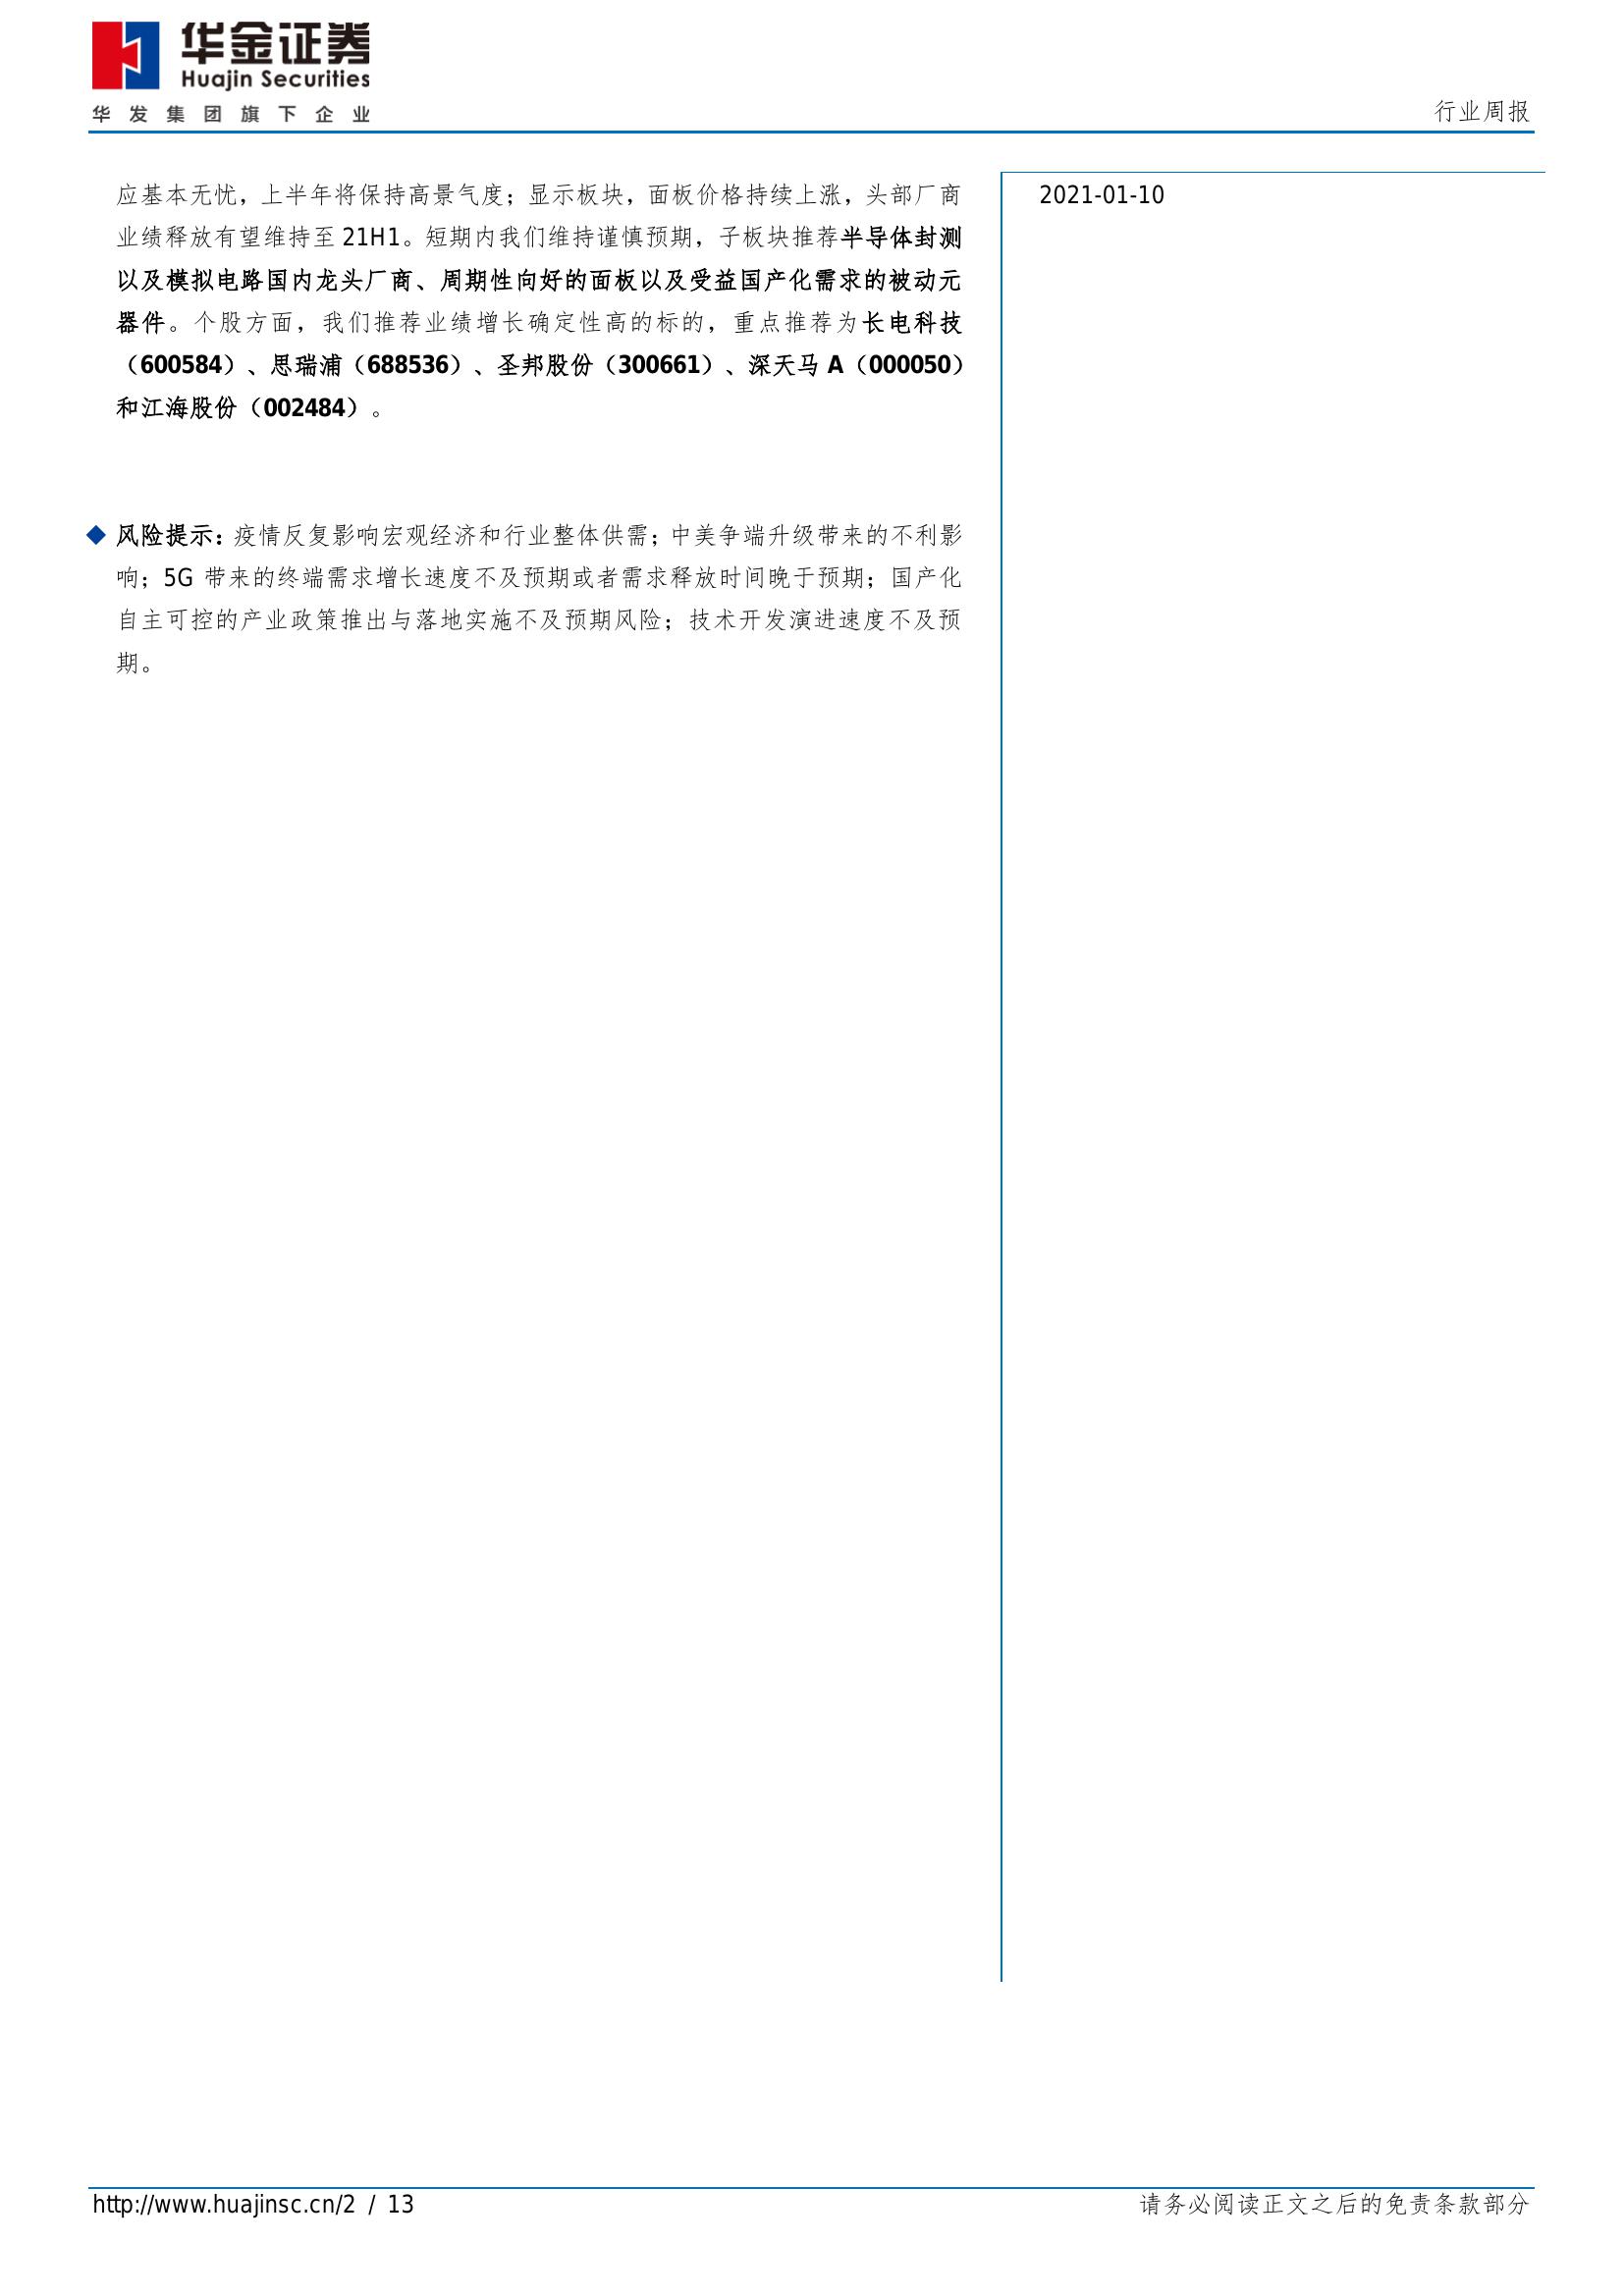 华金证券
Huajin Securities
华发集团旗下企业
行业周报
应基本无忧，上半年将保持高景气度；显示板块，面板价格持续上涨，头部厂商
业绩释放有望维持至 21H1。短期内我们维持谨慎预期，子板块推荐半导体封测
以及模拟电路国内龙头厂商、周期性向好的面板以及受益国产化需求的被动元
器件。个股方面，我们推荐业绩增长确定性高的标的，重点推荐为长电科技
（600584）、思瑞浦（688536）、圣邦股份（300661）、深天马 A（000050）
和江海股份（002484）。
◆ 风险提示：疫情反复影响宏观经济和行业整体供需；中美争端升级带来的不利影
响；5G 带来的终端需求增长速度不及预期或者需求释放时间晚于预期；国产化
自主可控的产业政策推出与落地实施不及预期风险；技术开发演进速度不及预
期。
2021-01-10
http://www.huajinsc.cn/2 / 13
请务必阅读正文之后的免责条款部分